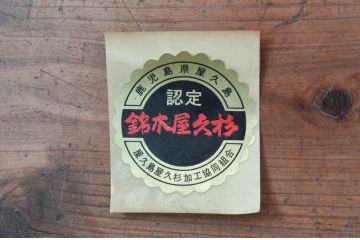 鹿児島県屋久島
認定
銘木屋久杉
屋久島屋久杉加工協同組合